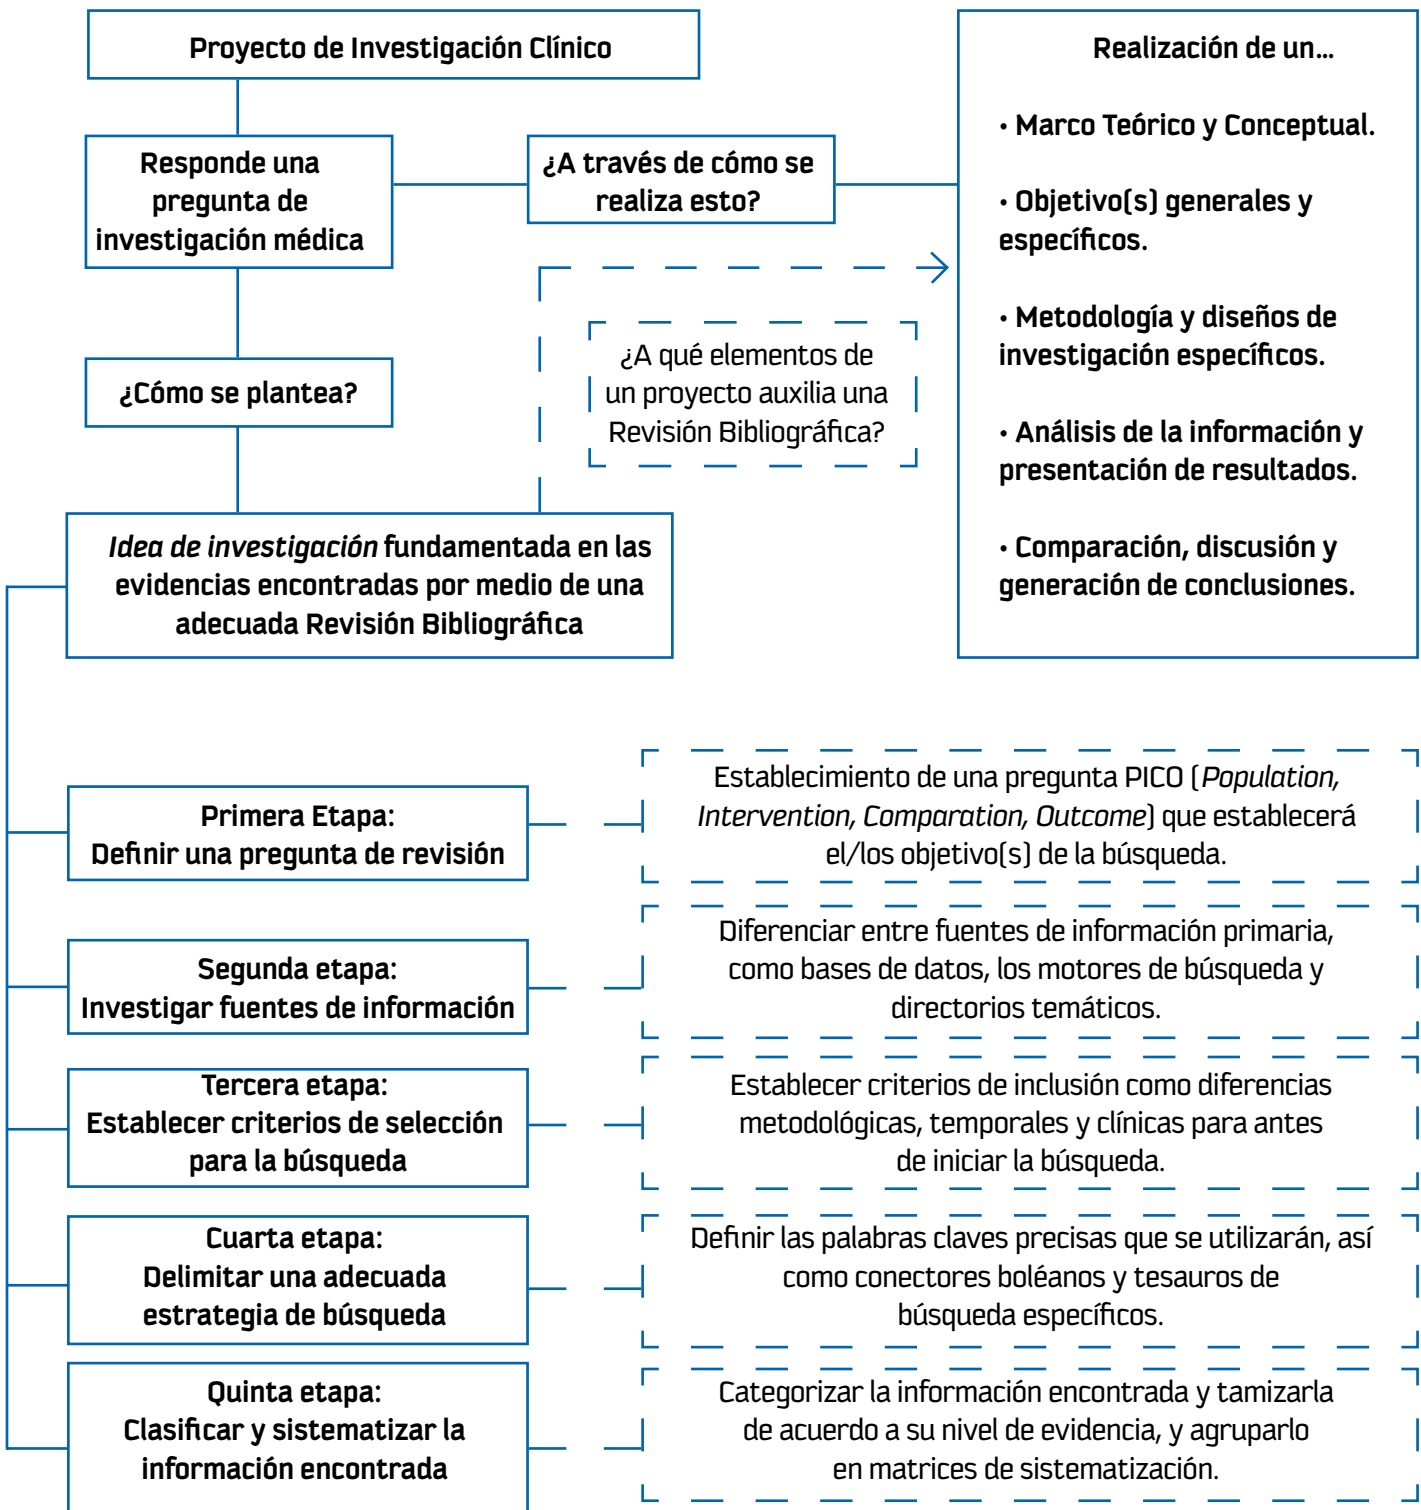 Proyecto de Investigación Clínico
Responde una
pregunta de
investigación médica
¿A través de cómo se
realiza esto?
Realización de un...
• Marco Teórico y Conceptual.
• Objetivo(s) generales y
específicos.
• Metodología y diseños de
investigación específicos.
• Análisis de la información y
presentación de resultados.
• Comparación, discusión y
generación de conclusiones.
¿Cómo se plantea?
¿A qué elementos de
un proyecto auxilia una
Revisión Bibliográfica?
Idea de investigación fundamentada en las
evidencias encontradas por medio de una
adecuada Revisión Bibliográfica
Primera Etapa:
Definir una pregunta de revisión
Establecimiento de una pregunta PICO (Population,
Intervention, Comparation, Outcome) que establecerá
el/los objetivo(s) de la búsqueda.
Segunda etapa:
Investigar fuentes de información
Diferenciar entre fuentes de información primaria,
como bases de datos, los motores de búsqueda y
directorios temáticos.
Tercera etapa:
Establecer criterios de selección
para la búsqueda
Establecer criterios de inclusión como diferencias
metodológicas, temporales y clínicas para antes
de iniciar la búsqueda.
Cuarta etapa:
Delimitar una adecuada
estrategia de búsqueda
Definir las palabras claves precisas que se utilizarán, así
como conectores boléanos y tesauros de
búsqueda específicos.
Quinta etapa:
Clasificar y sistematizar la
información encontrada
Categorizar la información encontrada y tamizarla
de acuerdo a su nivel de evidencia, y agruparlo
en matrices de sistematización.